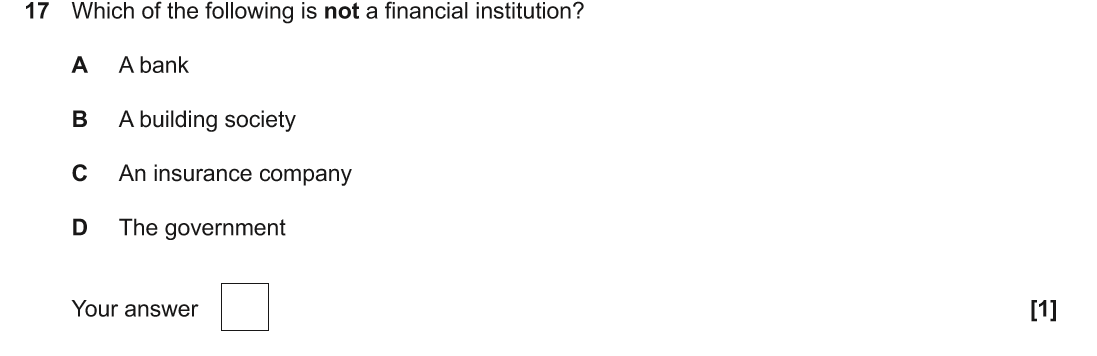 17 Which of the following is not a financial institution?
A A bank
B A building society
C An insurance company
D The government
Your answer [1]